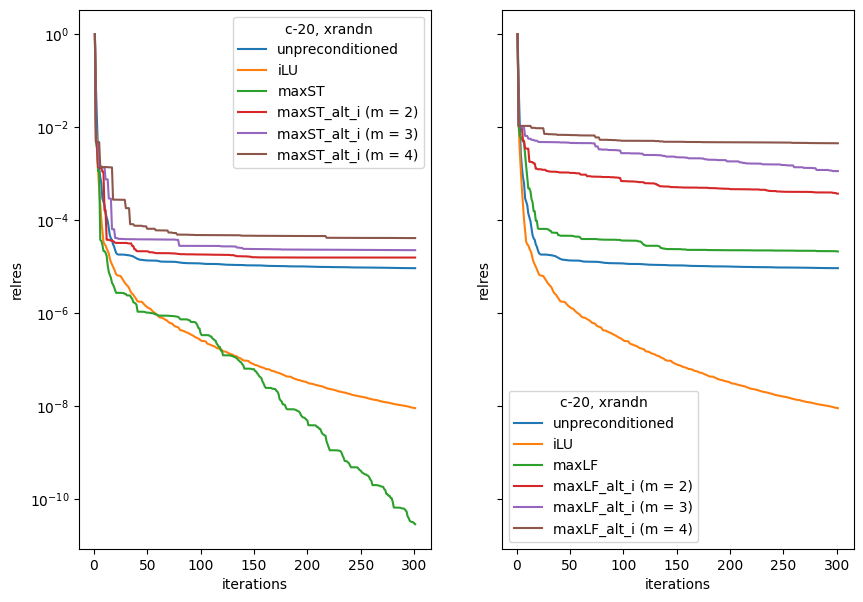 c-20, xrandn
unpreconditioned
iLU
maxST
maxST_alt_i (m = 2)
maxST_alt_i (m = 3)
maxST_alt_i (m = 4)
10^0
10^-2
10^-4
10^-6
10^-8
10^-10
relres
0 50 100 150 200 250 300
iterations
c-20, xrandn
unpreconditioned
iLU
maxLF
maxLF_alt_i (m = 2)
maxLF_alt_i (m = 3)
maxLF_alt_i (m = 4)
relres
0 50 100 150 200 250 300
iterations